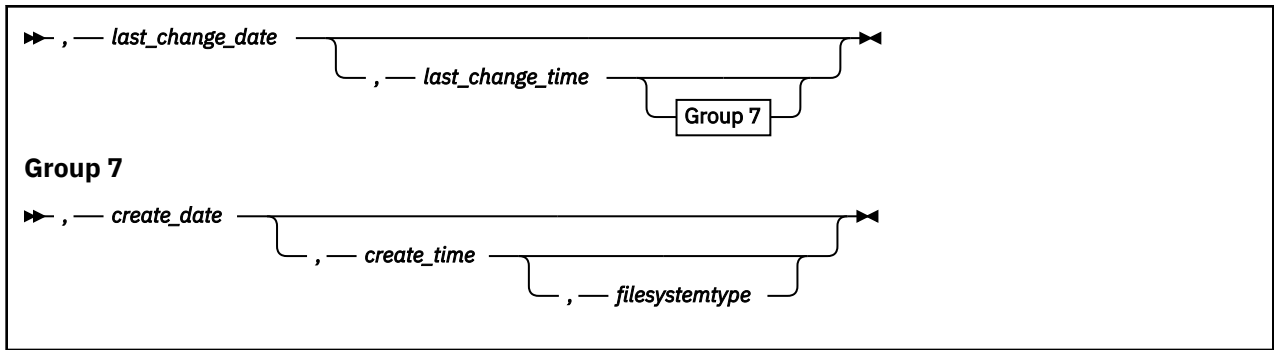 , last_change_date
, last_change_time
Group 7
Group 7
, create_date
, create_time
, filesystemtype